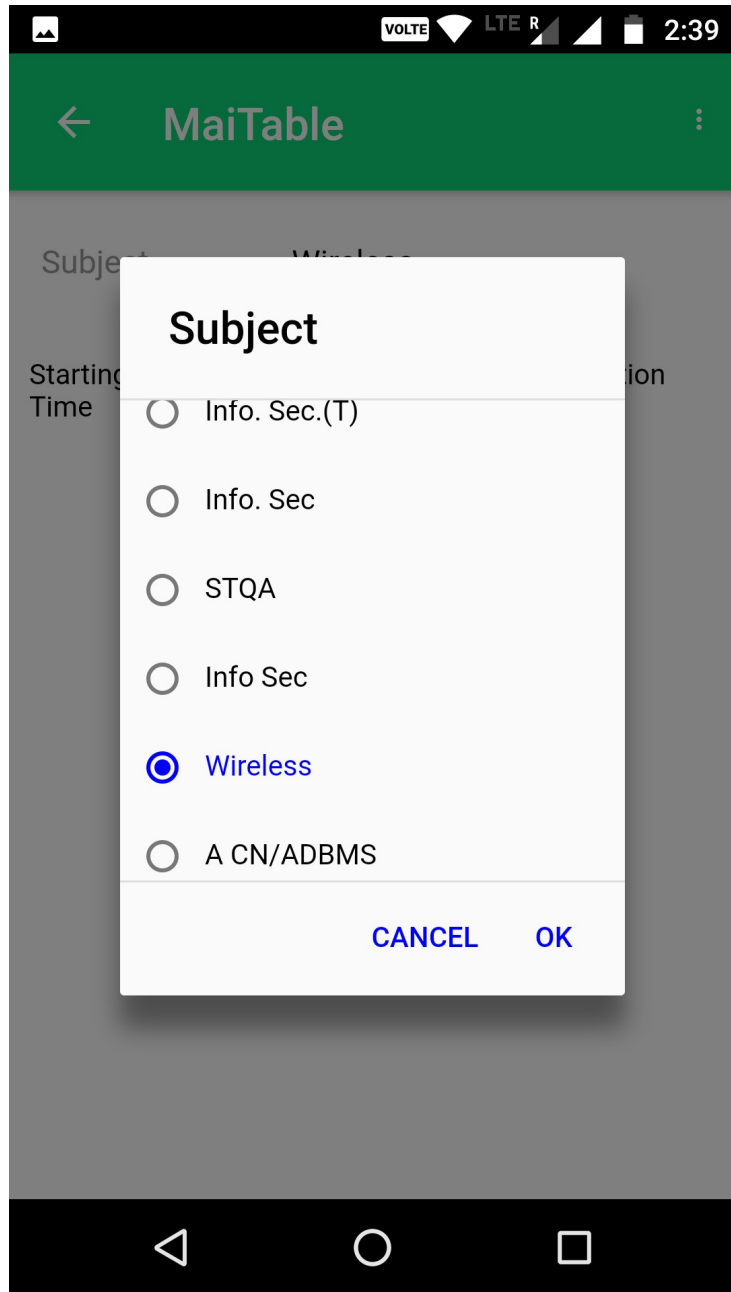 VOLTE LTE R 2:39
MaiTable
Subject
Starting
Time
Info. Sec.(T)
Info. Sec
STQA
Info Sec
Wireless
A CN/ADBMS
CANCEL OK